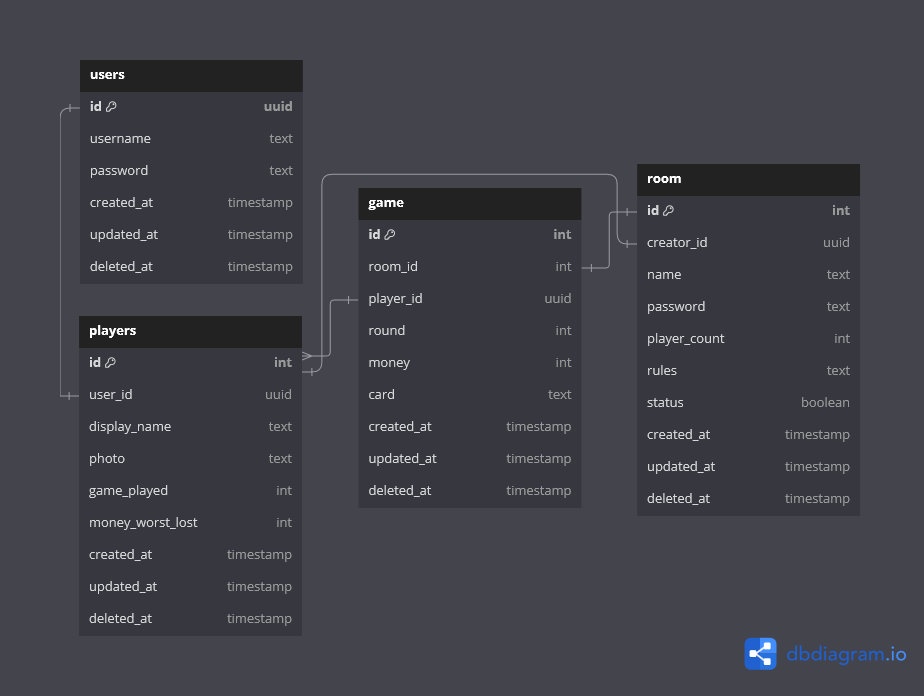 users
id uuid
username text
password text
created_at timestamp
updated_at timestamp
deleted_at timestamp
players
id int
user_id uuid
display_name text
photo text
game_played int
money_worst_lost int
created_at timestamp
updated_at timestamp
deleted_at timestamp
game
id int
room_id int
player_id uuid
round int
money int
card text
created_at timestamp
updated_at timestamp
deleted_at timestamp
room
id int
creator_id uuid
name text
password text
player_count int
rules text
status boolean
created_at timestamp
updated_at timestamp
deleted_at timestamp
dbdiagram.io